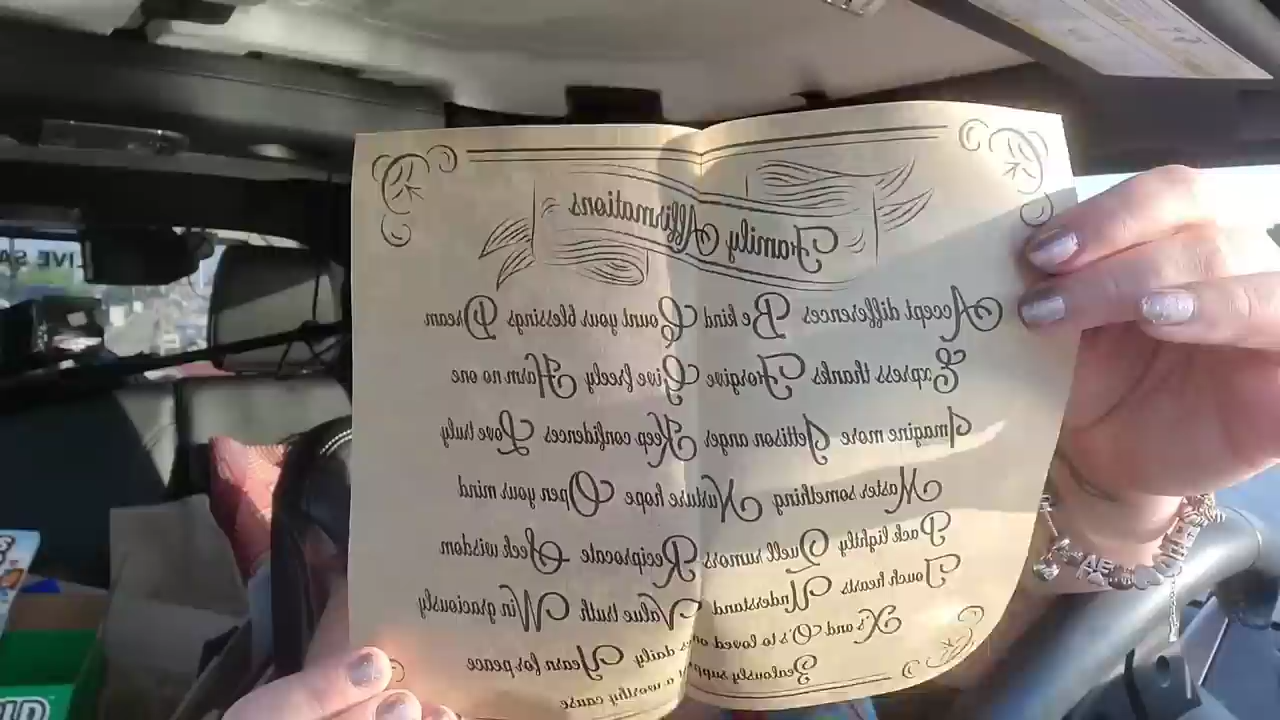 Family Affirmations
Accept differences Be kind Count your blessings Dream
Express thanks Forgive Give freely Harm no one
Imagine more Jettison anger Keep confidences Love truly
Master something Nurture hope Open your mind
Pack lightly Quell rumors Reciprocate Seek wisdom
Touch hearts Understand Value truth Win graciously
X's and O's to loved daily Yearn for peace
Zealously a worthy cause
LIVE SA